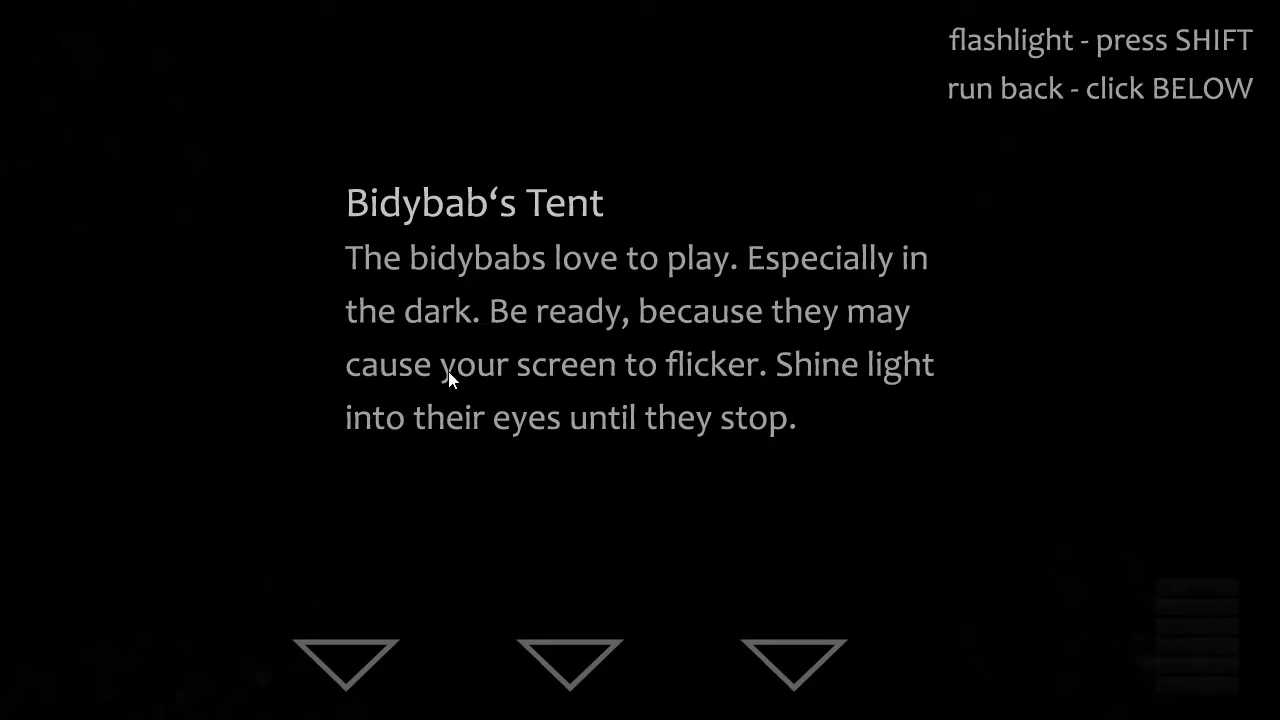 flashlight - press SHIFT
run back - click BELOW
Bidybab‘s Tent
The bidybabs love to play. Especially in
the dark. Be ready, because they may
cause your screen to flicker. Shine light
into their eyes until they stop.